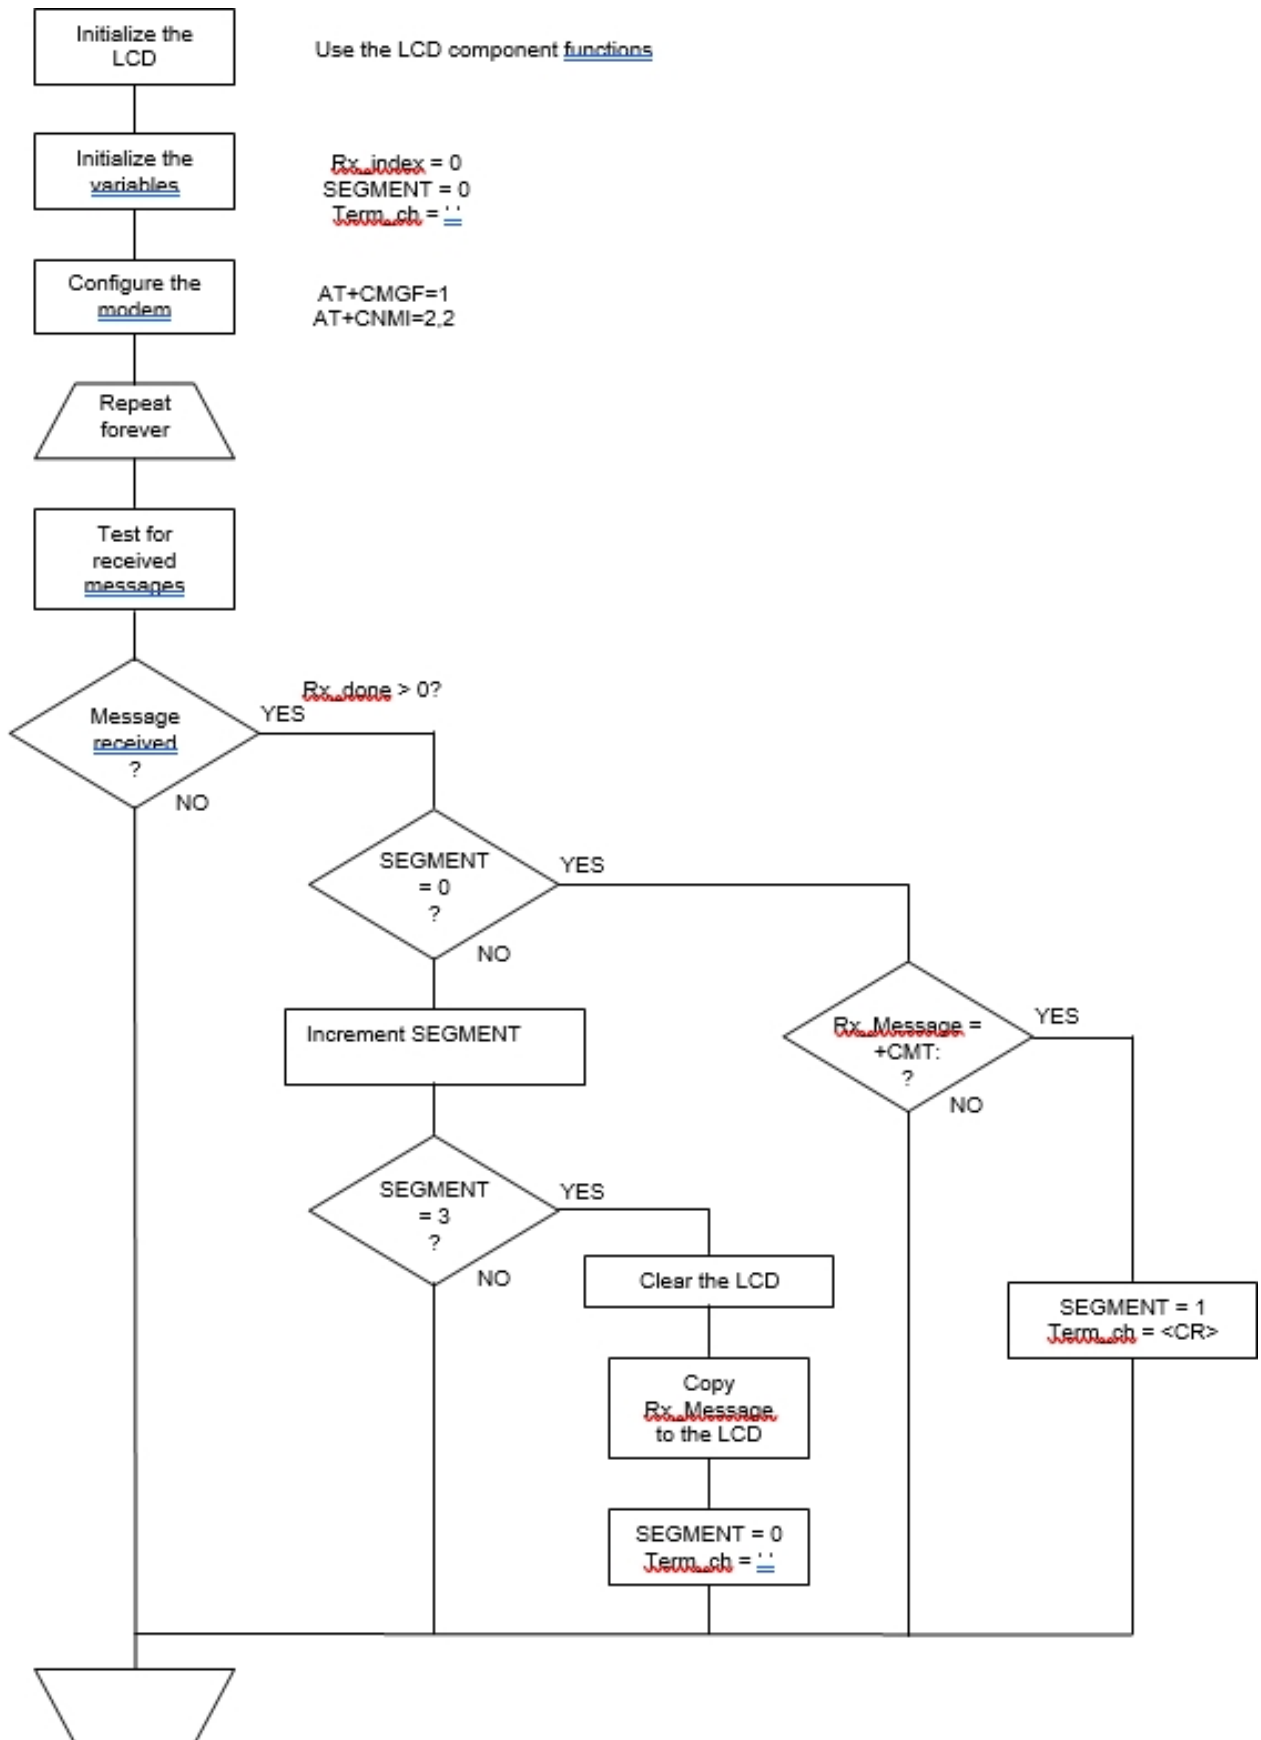 Initialize the
LCD
Use the LCD component functions
Initialize the
variables
Rx_index = 0
SEGMENT = 0
Term_ch = ' '
Configure the
modem
AT+CMGF=1
AT+CNMI=2,2
Repeat
forever
Test for
received
messages
Message
received
?
Rx_done > 0?
YES
NO
SEGMENT
= 0
?
YES
NO
Increment SEGMENT
Rx_Message =
+CMT:
?
YES
NO
SEGMENT
= 3
?
YES
NO
Clear the LCD
SEGMENT = 1
Term_ch = <CR>
Copy
Rx_Message
to the LCD
SEGMENT = 0
Term_ch = ' '